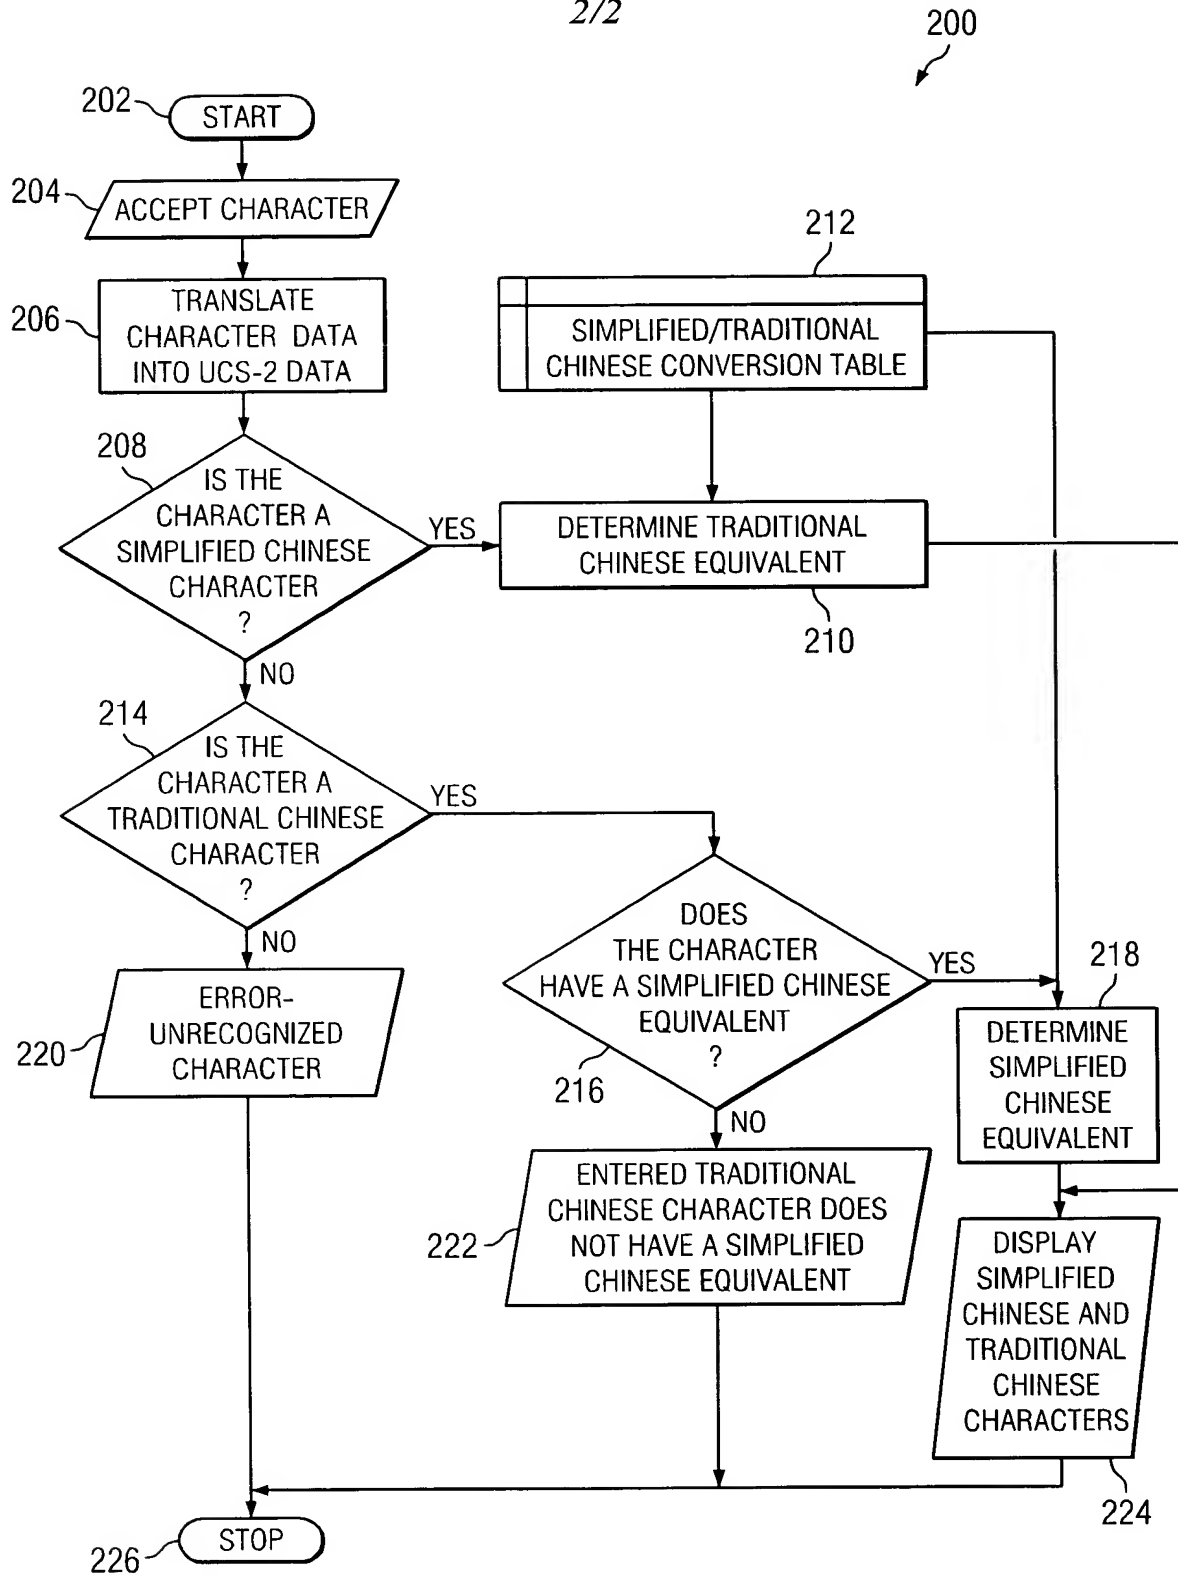 2/2
200
202
START
204
ACCEPT CHARACTER
206
TRANSLATE
CHARACTER DATA
INTO UCS-2 DATA
212
SIMPLIFIED/TRADITIONAL
CHINESE CONVERSION TABLE
208
IS THE
CHARACTER A
SIMPLIFIED CHINESE
CHARACTER
?
YES
DETERMINE TRADITIONAL
CHINESE EQUIVALENT
210
NO
214
IS THE
CHARACTER A
TRADITIONAL CHINESE
CHARACTER
?
YES
NO
DOES
THE CHARACTER
HAVE A SIMPLIFIED CHINESE
EQUIVALENT
?
216
YES
NO
218
DETERMINE
SIMPLIFIED
CHINESE
EQUIVALENT
220
ERROR-
UNRECOGNIZED
CHARACTER
222
ENTERED TRADITIONAL
CHINESE CHARACTER DOES
NOT HAVE A SIMPLIFIED
CHINESE EQUIVALENT
DISPLAY
SIMPLIFIED
CHINESE AND
TRADITIONAL
CHINESE
CHARACTERS
224
STOP
226